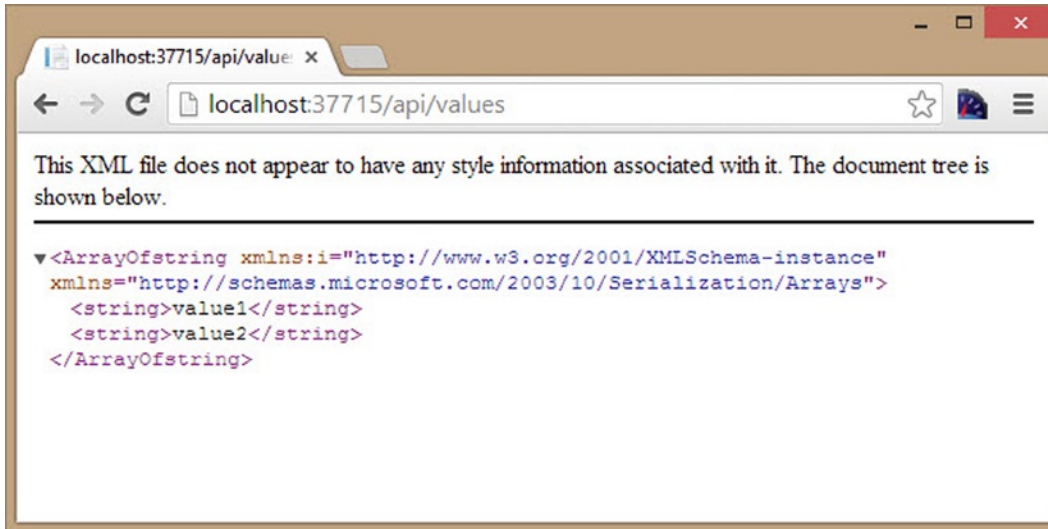 localhost:37715/api/value
localhost:37715/api/values
This XML file does not appear to have any style information associated with it. The document tree is
shown below.
▼<ArrayOfstring xmlns:i="http://www.w3.org/2001/XMLSchema-instance"
xmlns="http://schemas.microsoft.com/2003/10/Serialization/Arrays">
<string>value1</string>
<string>value2</string>
</ArrayOfstring>